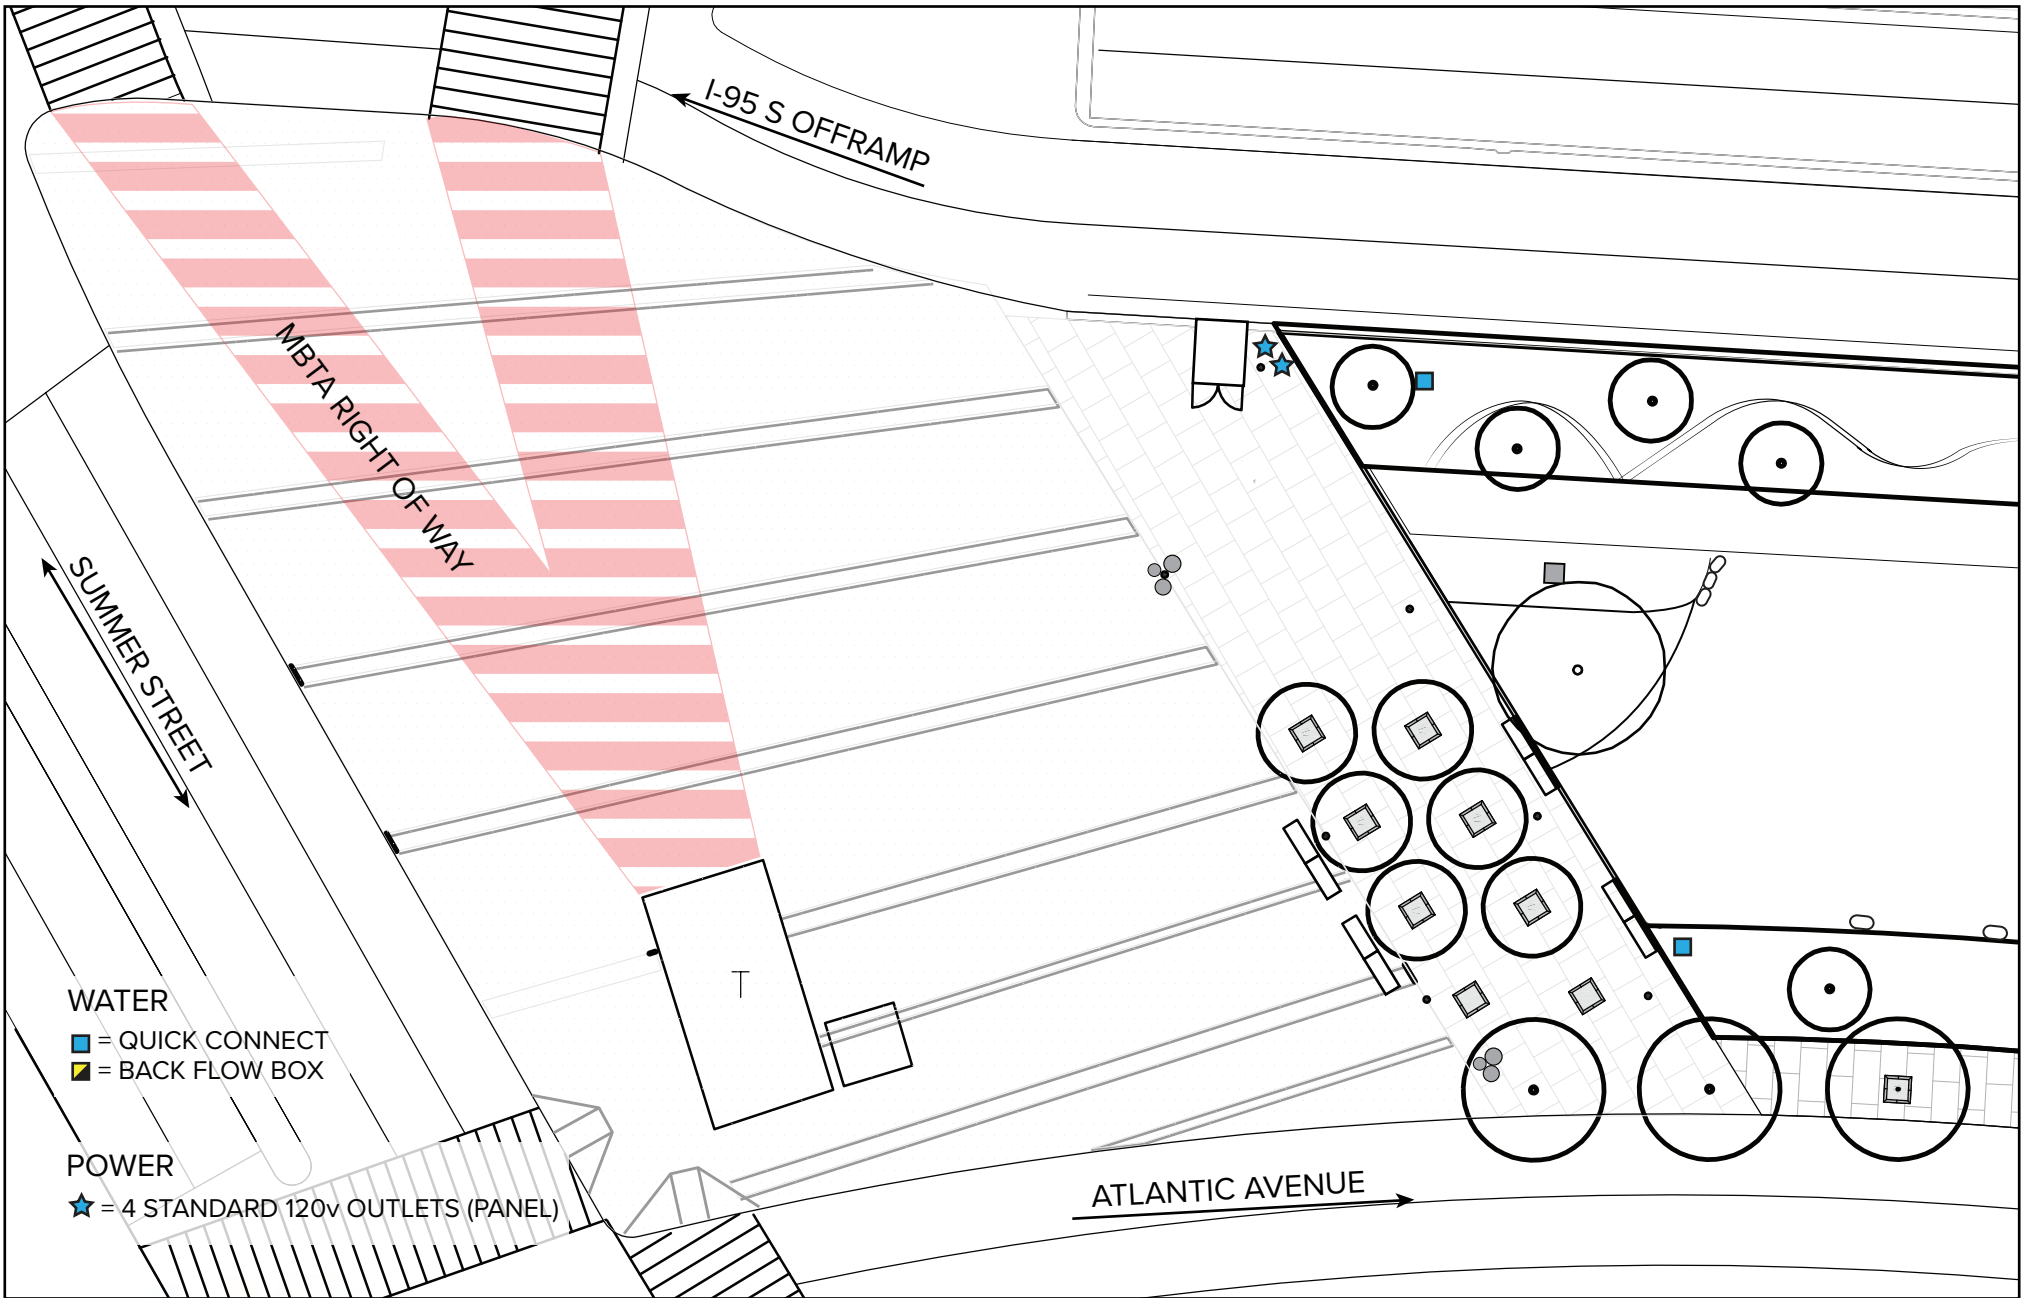 I-95 S OFFRAMP
MBTA RIGHT OF WAY
SUMMER STREET
T
WATER
= QUICK CONNECT
= BACK FLOW BOX
POWER
= 4 STANDARD 120v OUTLETS (PANEL)
ATLANTIC AVENUE